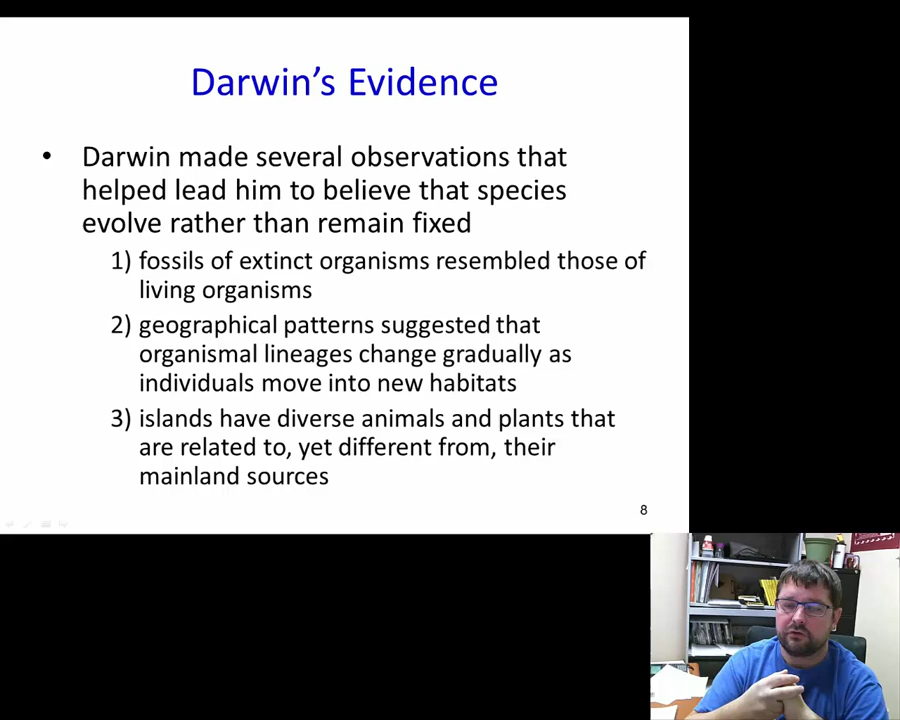 Darwin’s Evidence
• Darwin made several observations that
helped lead him to believe that species
evolve rather than remain fixed
1) fossils of extinct organisms resembled those of
living organisms
2) geographical patterns suggested that
organismal lineages change gradually as
individuals move into new habitats
3) islands have diverse animals and plants that
are related to, yet different from, their
mainland sources
8